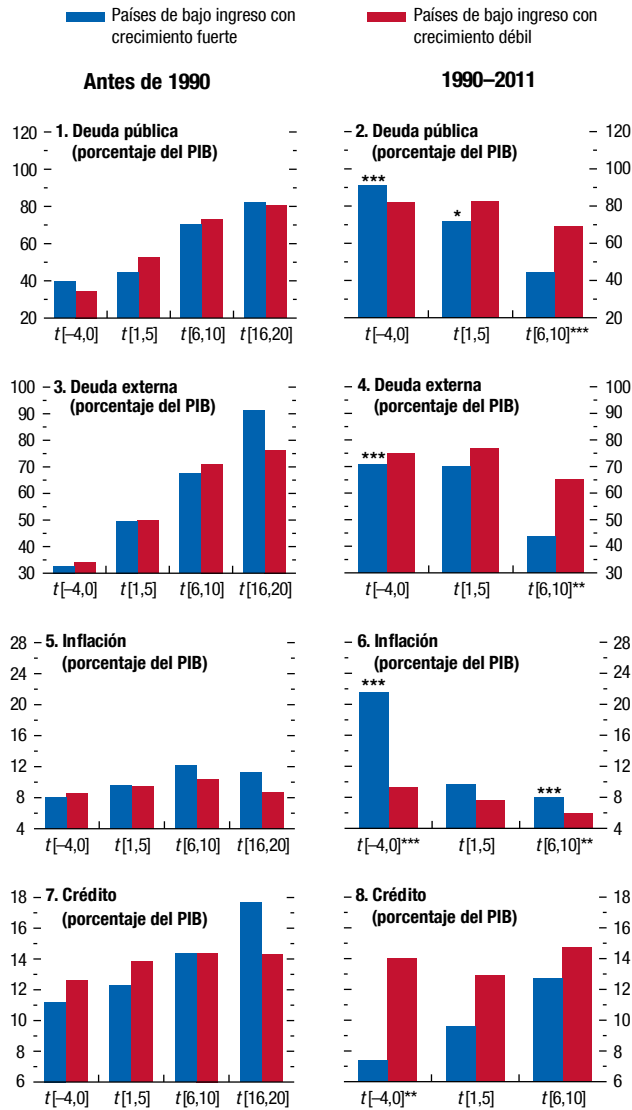 Países de bajo ingreso con
crecimiento fuerte
Países de bajo ingreso con
crecimiento débil
Antes de 1990
1990–2011
1. Deuda pública
(porcentaje del PIB)
120
100
80
60
40
20
t[–4,0] t[1,5] t[6,10] t[16,20]
2. Deuda pública
(porcentaje del PIB)
120
100
80
60
40
20
***
*
t[–4,0] t[1,5] t[6,10]***
3. Deuda externa
(porcentaje del PIB)
100
90
80
70
60
50
40
30
t[–4,0] t[1,5] t[6,10] t[16,20]
4. Deuda externa
(porcentaje del PIB)
100
90
80
70
60
50
40
30
***
t[–4,0] t[1,5] t[6,10]**
5. Inflación
(porcentaje del PIB)
28
24
20
16
12
8
4
t[–4,0] t[1,5] t[6,10] t[16,20]
6. Inflación
(porcentaje del PIB)
28
24
20
16
12
8
4
***
***
t[–4,0]*** t[1,5] t[6,10]**
7. Crédito
(porcentaje del PIB)
18
16
14
12
10
8
6
t[–4,0] t[1,5] t[6,10] t[16,20]
8. Crédito
(porcentaje del PIB)
18
16
14
12
10
8
6
t[–4,0]** t[1,5] t[6,10]